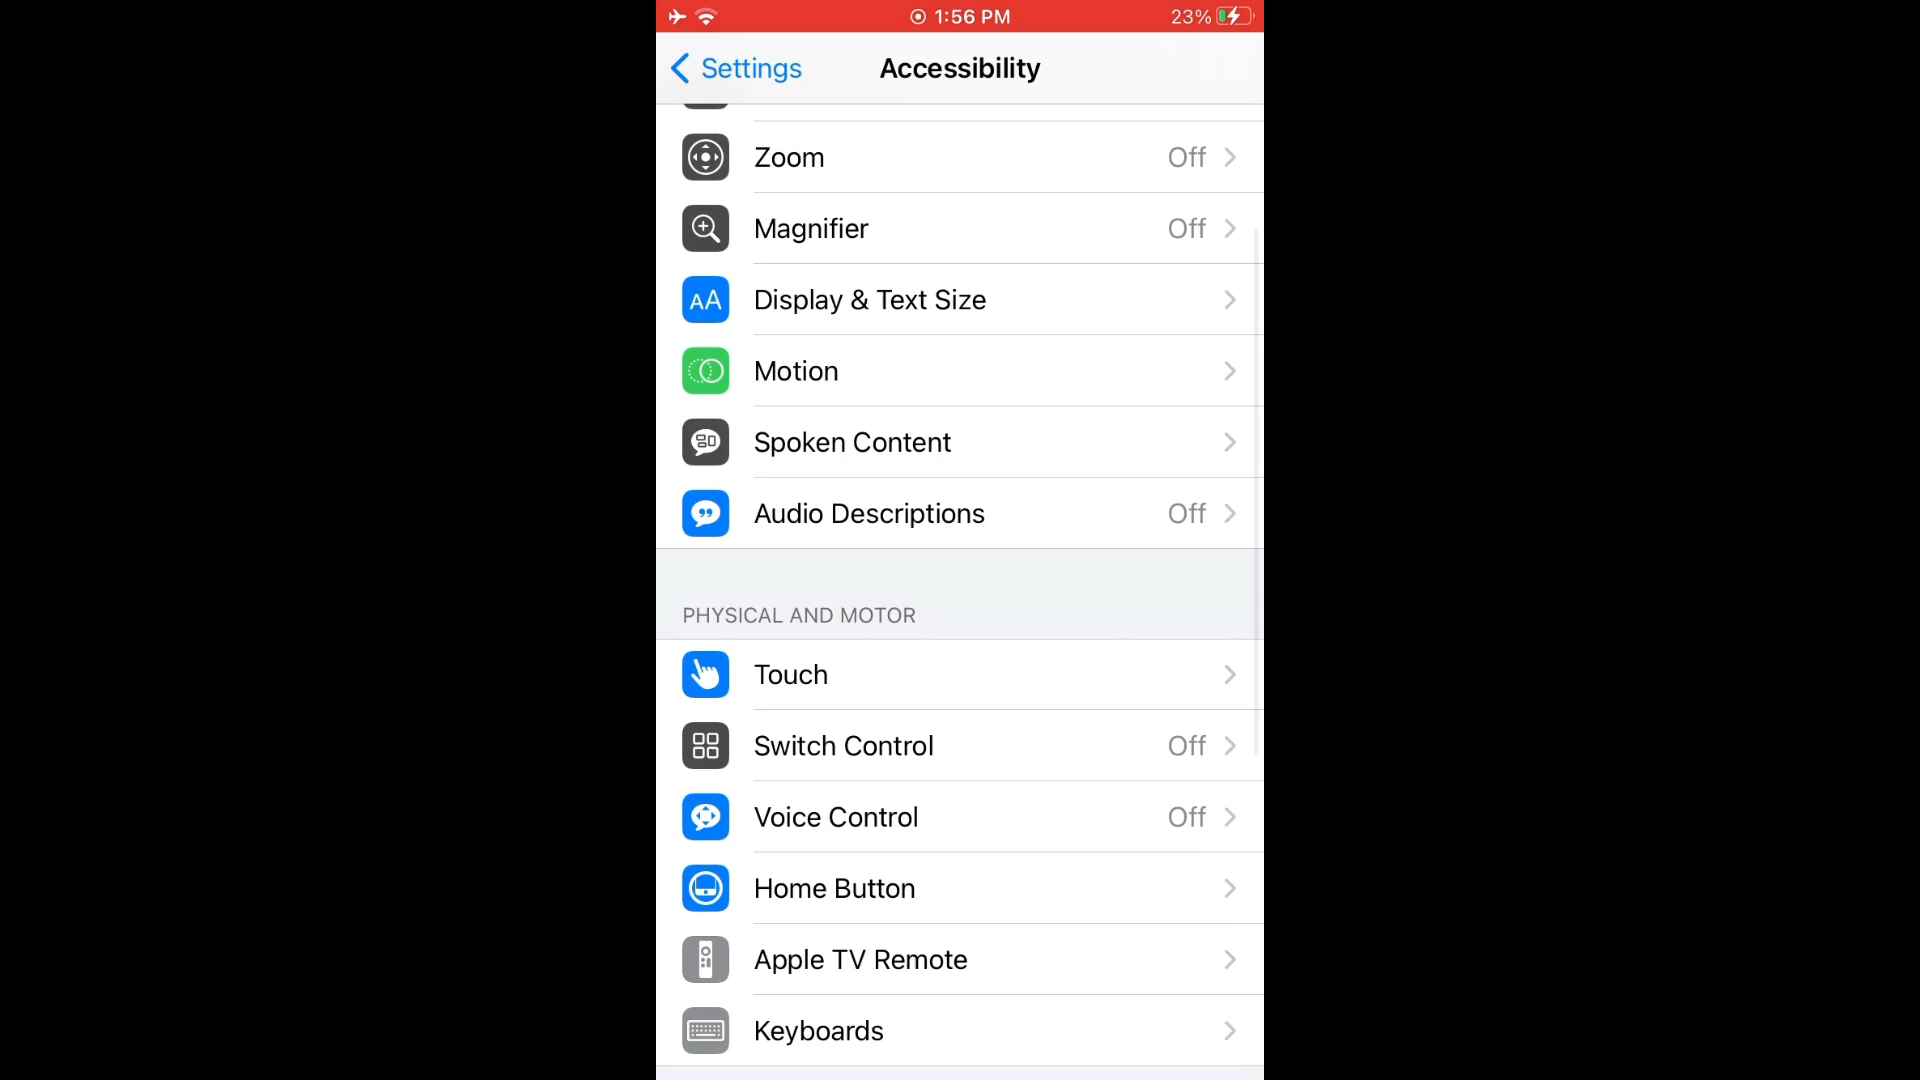 1:56 PM 23%
Settings Accessibility
Zoom Off
Magnifier Off
AA Display & Text Size
Motion
Spoken Content
Audio Descriptions Off
PHYSICAL AND MOTOR
Touch
Switch Control Off
Voice Control Off
Home Button
Apple TV Remote
Keyboards